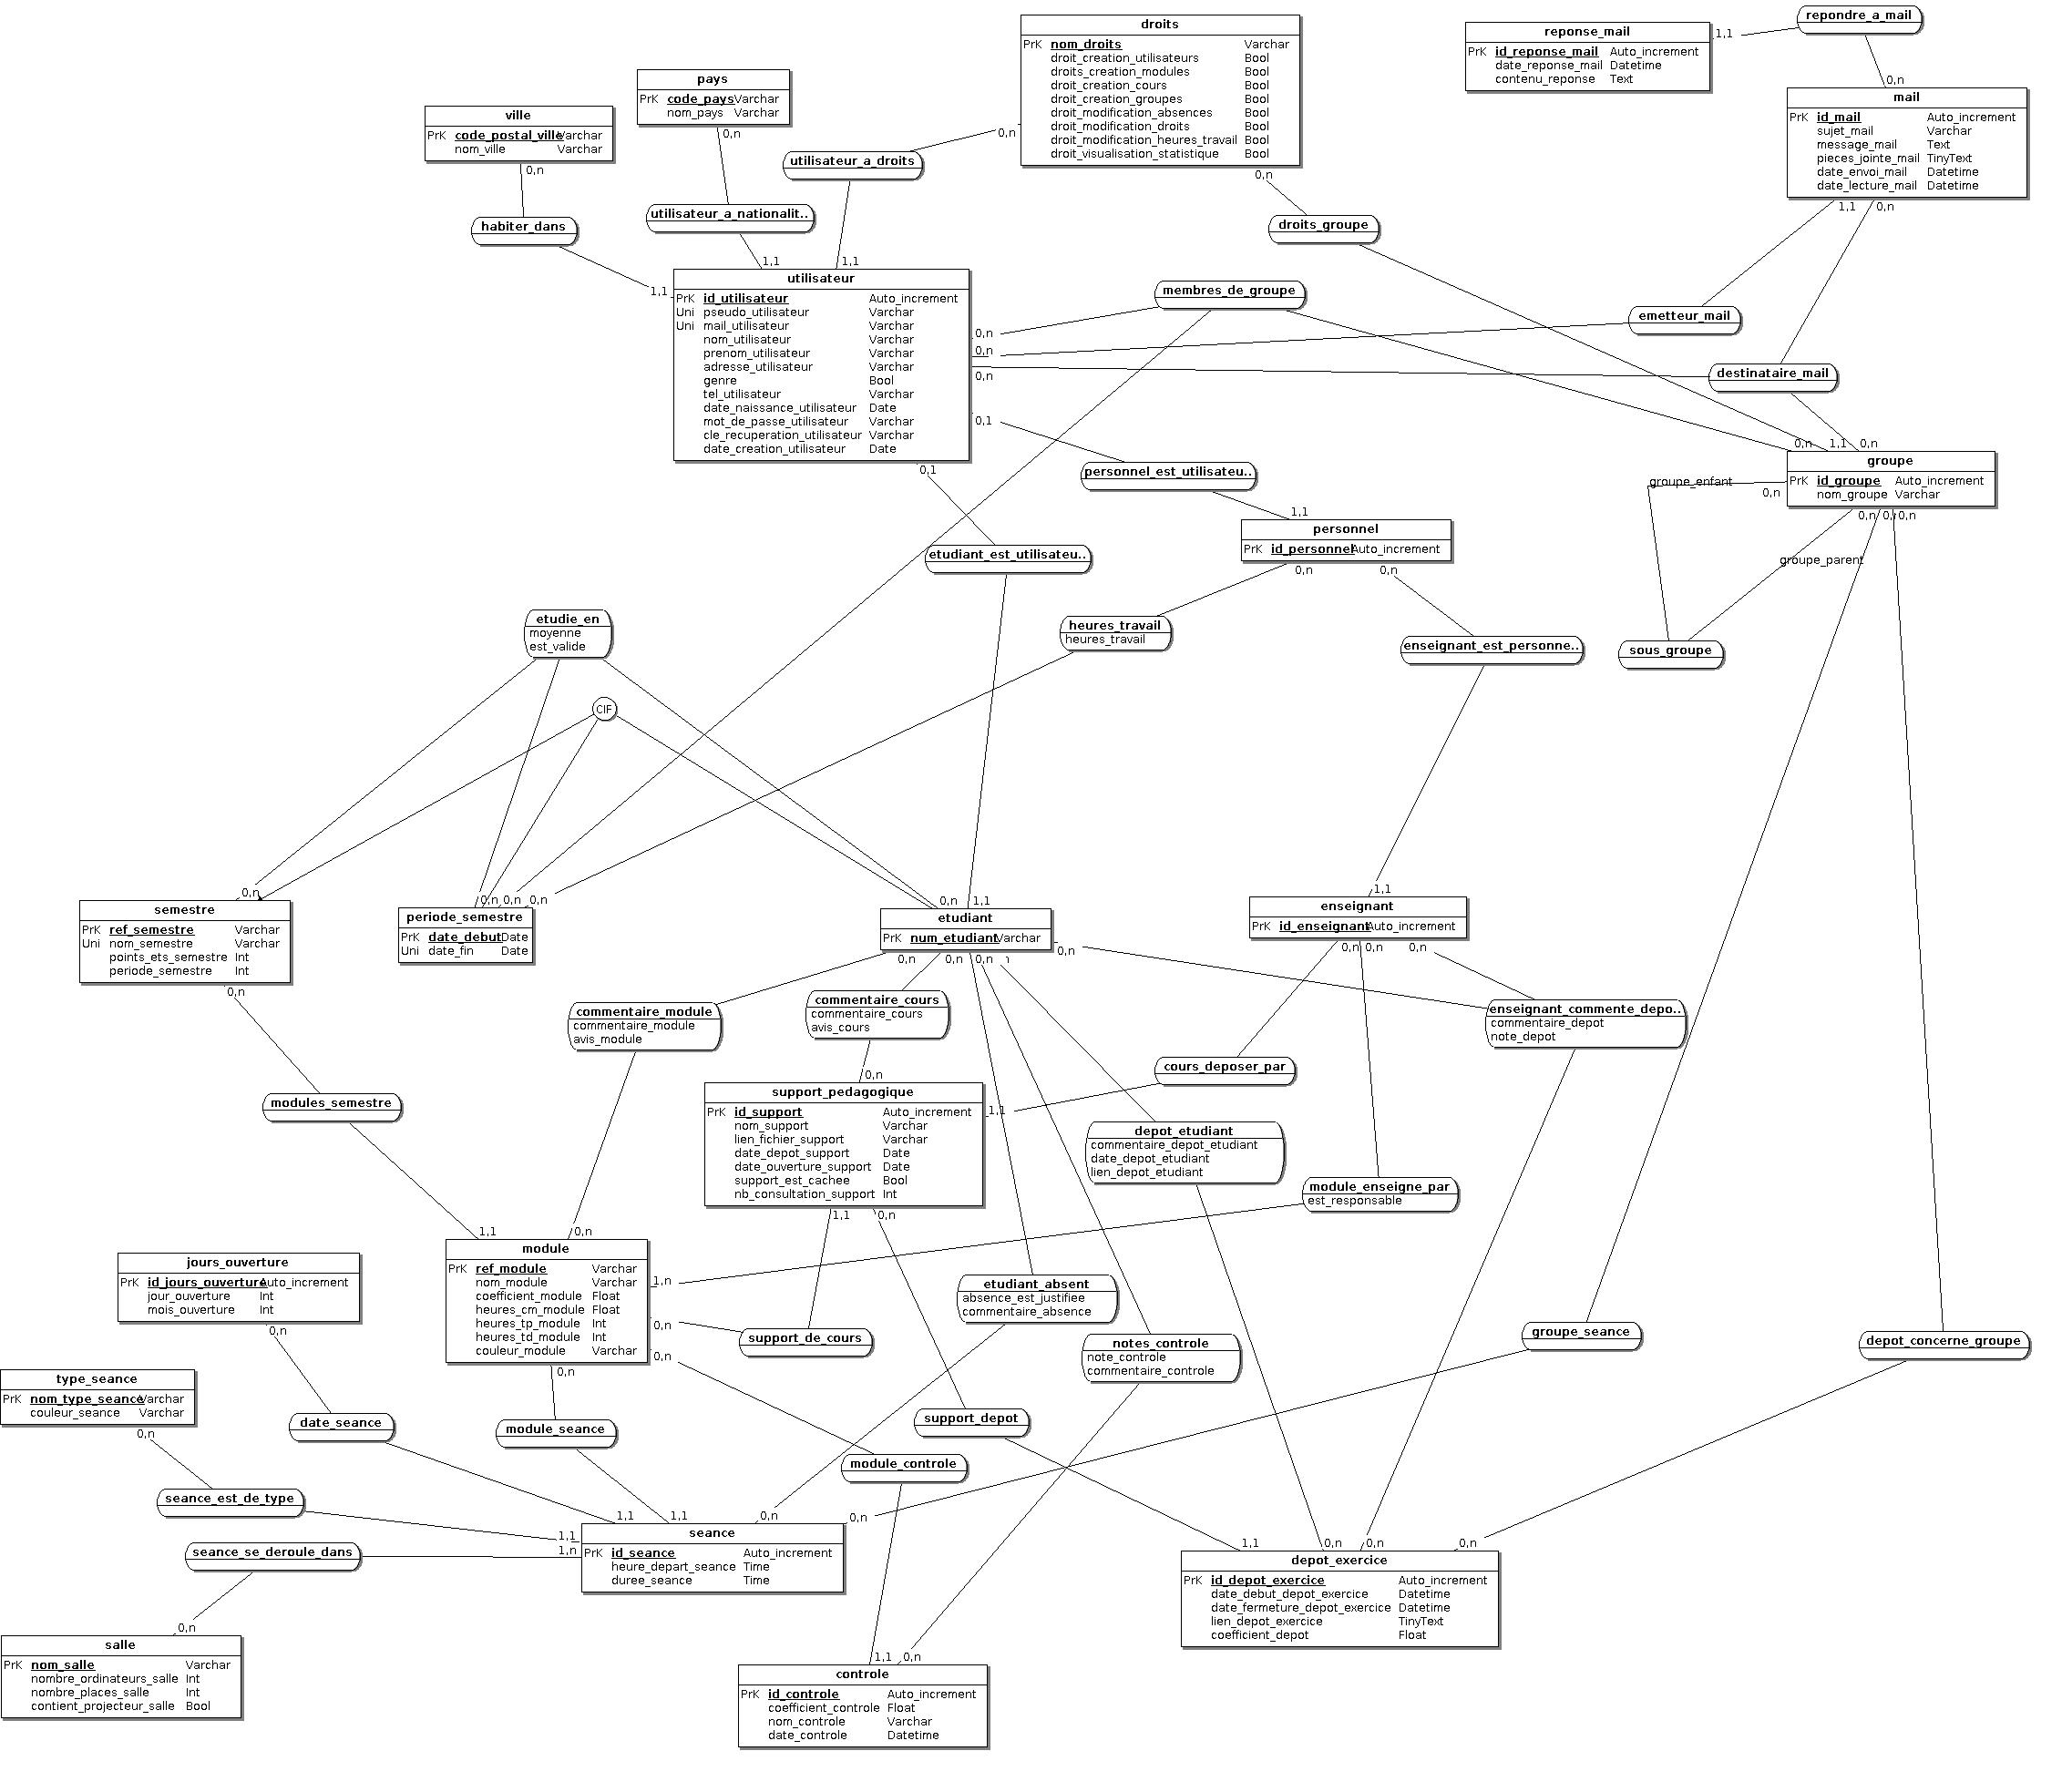 droits
PrK nom_droits Varchar
droit_creation_utilisateurs Bool
droits_creation_modules Bool
droit_creation_cours Bool
droit_creation_groupes Bool
droit_modification_absences Bool
droit_modification_droits Bool
droit_modification_heures_travail Bool
droit_visualisation_statistique Bool
0,n
0,n
repondre_a_mail
1,1
0,n
reponse_mail
PrK id_reponse_mail Auto_increment
date_reponse_mail Datetime
contenu_reponse Text
mail
PrK id_mail Auto_increment
sujet_mail Varchar
message_mail Text
pieces_jointe_mail TinyText
date_envoi_mail Datetime
date_lecture_mail Datetime
1,1
0,n
pays
PrK code_pays Varchar
nom_pays Varchar
0,n
ville
PrK code_postal_ville Varchar
nom_ville Varchar
0,n
utilisateur_a_droits
utilisateur_a_nationalit..
habiter_dans
droits_groupe
membres_de_groupe
emetteur_mail
destinataire_mail
1,1
1,1
1,1
utilisateur
PrK id_utilisateur Auto_increment
Uni pseudo_utilisateur Varchar
Uni mail_utilisateur Varchar
nom_utilisateur Varchar
prenom_utilisateur Varchar
adresse_utilisateur Varchar
genre Bool
tel_utilisateur Varchar
date_naissance_utilisateur Date
mot_de_passe_utilisateur Varchar
cle_recuperation_utilisateur Varchar
date_creation_utilisateur Date
0,n
0,n
0,n
0,1
0,1
0,n
1,1
0,n
groupe
PrK id_groupe Auto_increment
nom_groupe Varchar
groupe_enfant
0,n
0,n
0,n
groupe_parent
sous_groupe
personnel_est_utilisateu..
1,1
personnel
PrK id_personnel Auto_increment
0,n
0,n
etudiant_est_utilisateu..
heures_travail
heures_travail
enseignant_est_personne..
etudie_en
moyenne
est_valide
CIF
0,n
semestre
PrK ref_semestre Varchar
Uni nom_semestre Varchar
points_ets_semestre Int
periode_semestre Int
0,n
0,n
0,n
0,n
periode_semestre
PrK date_debut Date
Uni date_fin Date
0,n
1,1
etudiant
PrK num_etudiant Varchar
0,n
0,n
0,n
0,n
1,1
enseignant
PrK id_enseignant Auto_increment
0,n
0,n
0,n
commentaire_module
commentaire_module
avis_module
commentaire_cours
commentaire_cours
avis_cours
enseignant_commente_depo..
commentaire_depot
note_depot
0,n
cours_deposer_par
1,1
support_pedagogique
PrK id_support Auto_increment
nom_support Varchar
lien_fichier_support Varchar
date_depot_support Date
date_ouverture_support Date
support_est_cachee Bool
nb_consultation_support Int
1,1
0,n
modules_semestre
depot_etudiant
commentaire_depot_etudiant
date_depot_etudiant
lien_depot_etudiant
module_enseigne_par
est_responsable
1,1
0,n
module
PrK ref_module Varchar
nom_module Varchar
coefficient_module Float
heures_cm_module Float
heures_tp_module Int
heures_td_module Int
couleur_module Varchar
1,n
0,n
0,n
0,n
jours_ouverture
PrK id_jours_ouverture Auto_increment
jour_ouverture Int
mois_ouverture Int
0,n
etudiant_absent
absence_est_justifiee
commentaire_absence
support_de_cours
notes_controle
note_controle
commentaire_controle
groupe_seance
depot_concerne_groupe
type_seance
PrK nom_type_seance Varchar
couleur_seance Varchar
0,n
date_seance
module_seance
support_depot
module_controle
seance_est_de_type
seance_se_deroule_dans
1,1
1,1
0,n
0,n
1,1
1,n
seance
PrK id_seance Auto_increment
heure_depart_seance Time
duree_seance Time
1,1
0,n
0,n
0,n
depot_exercice
PrK id_depot_exercice Auto_increment
date_debut_depot_exercice Datetime
date_fermeture_depot_exercice Datetime
lien_depot_exercice TinyText
coefficient_depot Float
0,n
salle
PrK nom_salle Varchar
nombre_ordinateurs_salle Int
nombre_places_salle Int
contient_projecteur_salle Bool
1,1
0,n
controle
PrK id_controle Auto_increment
coefficient_controle Float
nom_controle Varchar
date_controle Datetime